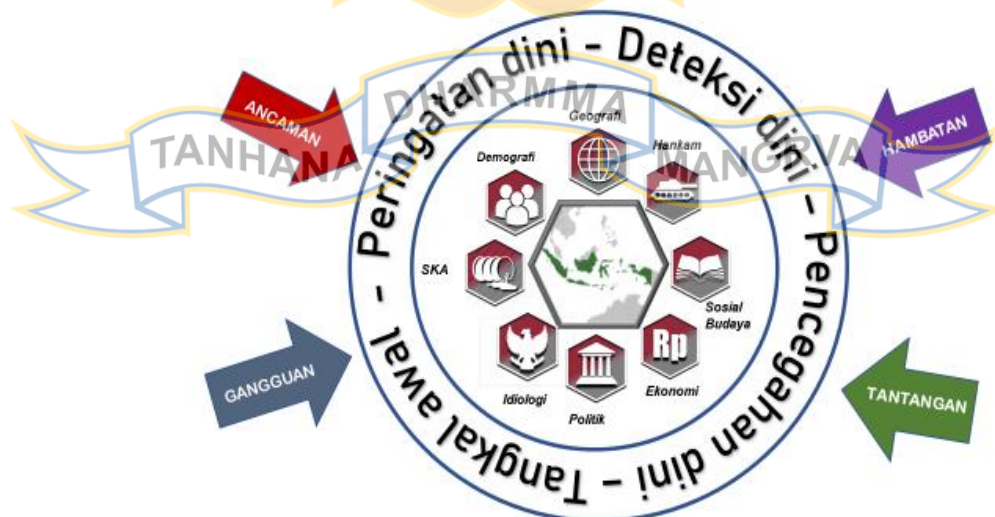 Peringatan dini – Deteksi dini – Pencegahan dini – Tangkal awal –
ANCAMAN
HAMBATAN
TANHANA
DHARMMA
MANGRVA
Geografi
Hankam
Demografi
SKA
Sosial
Budaya
Rp
Ekonomi
Idiologi
Politik
GANGGUAN
TANTANGAN